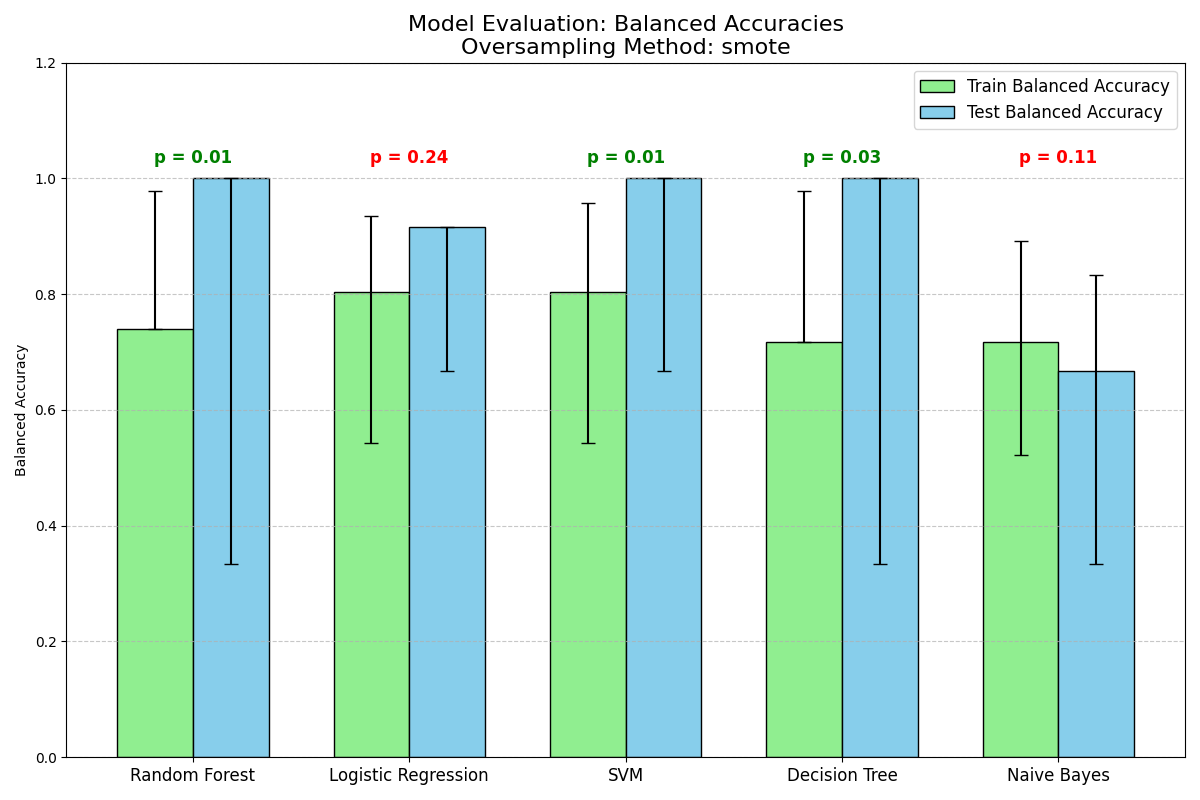 Model Evaluation: Balanced Accuracies
Oversampling Method: smote
Train Balanced Accuracy
Test Balanced Accuracy
p = 0.01
p = 0.24
p = 0.01
p = 0.03
p = 0.11
Balanced Accuracy
1.2
1.0
0.8
0.6
0.4
0.2
0.0
Random Forest
Logistic Regression
SVM
Decision Tree
Naive Bayes